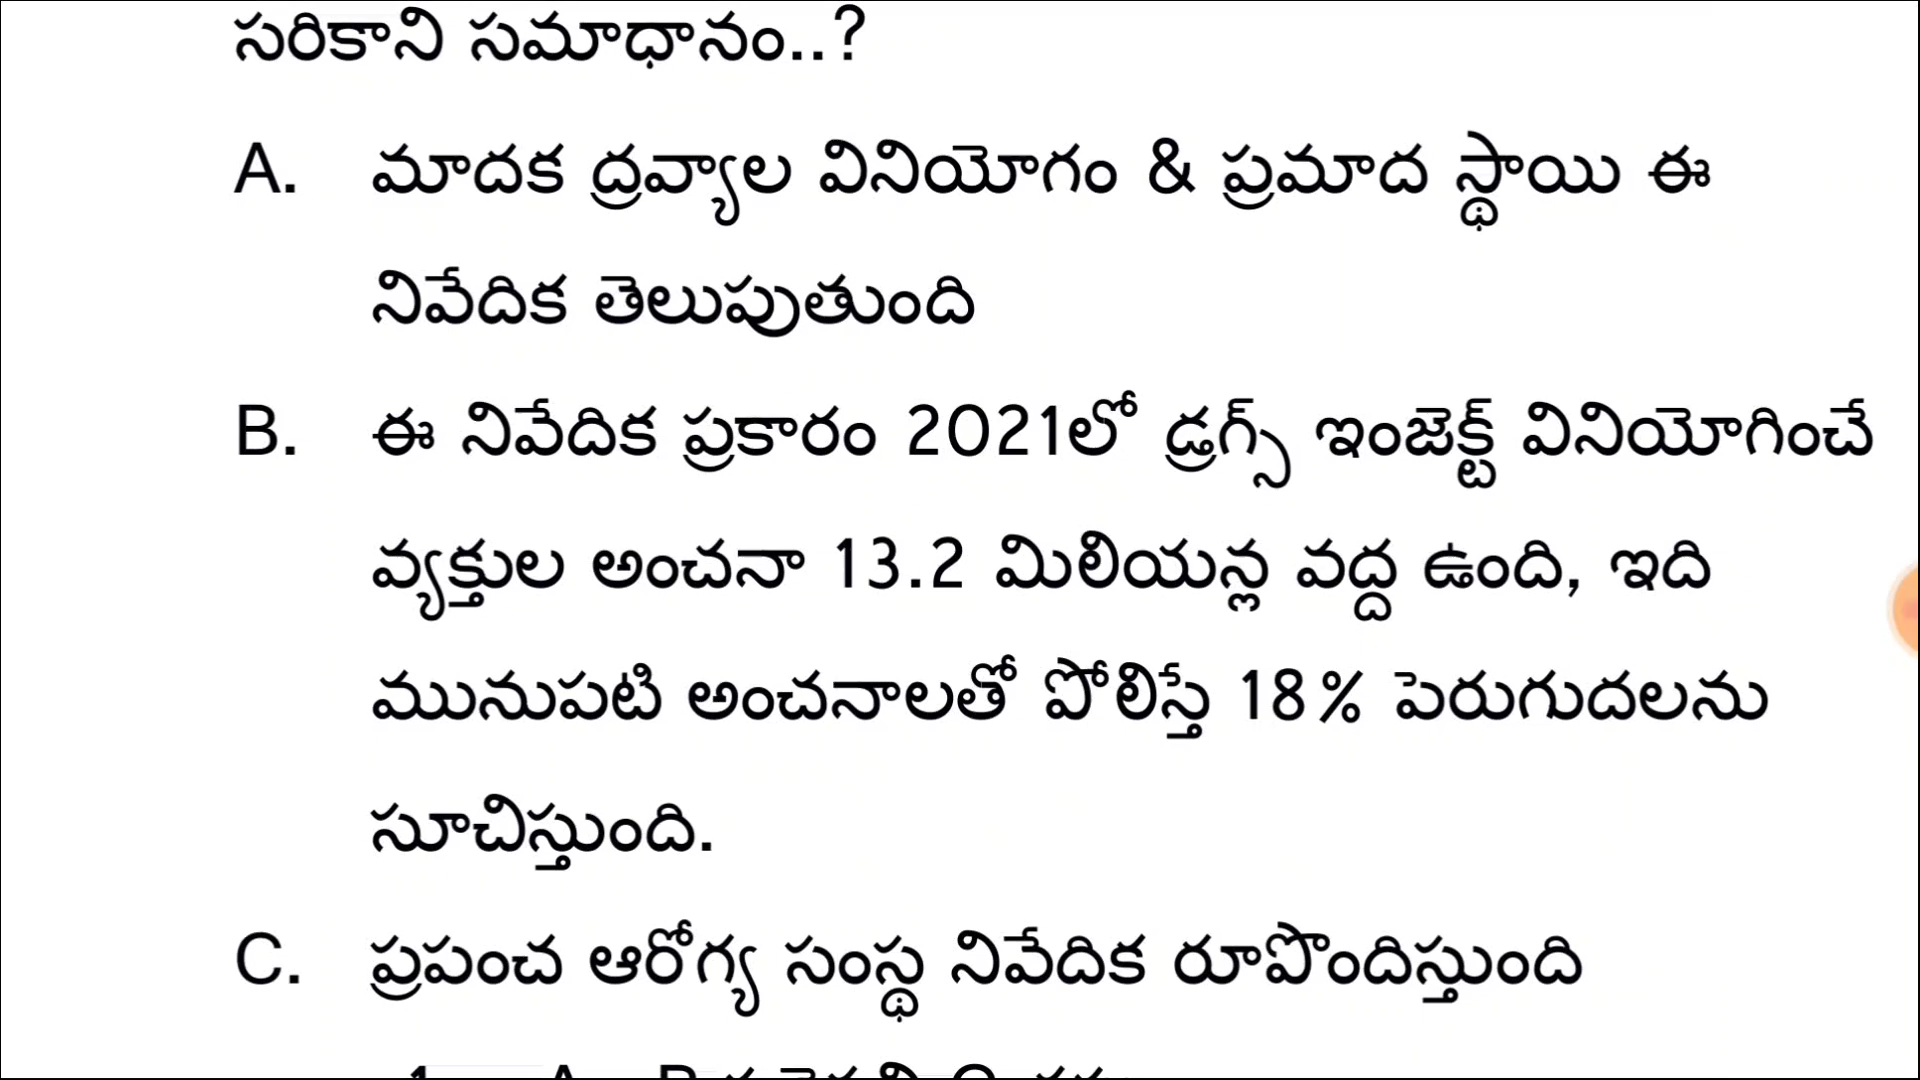 సరికాని సమాధానం..?
A. మాదక ద్రవ్యాల వినియోగం & ప్రమాద స్థాయి ఈ
నివేదిక తెలుపుతుంది
B. ఈ నివేదిక ప్రకారం 2021లో డ్రగ్స్ ఇంజెక్ట్ వినియోగించే
వ్యక్తుల అంచనా 13.2 మిలియన్ల వద్ద ఉంది, ఇది
మునుపటి అంచనాలతో పోలిస్తే 18% పెరుగుదలను
సూచిస్తుంది.
C. ప్రపంచ ఆరోగ్య సంస్థ నివేదిక రూపొందిస్తుంది